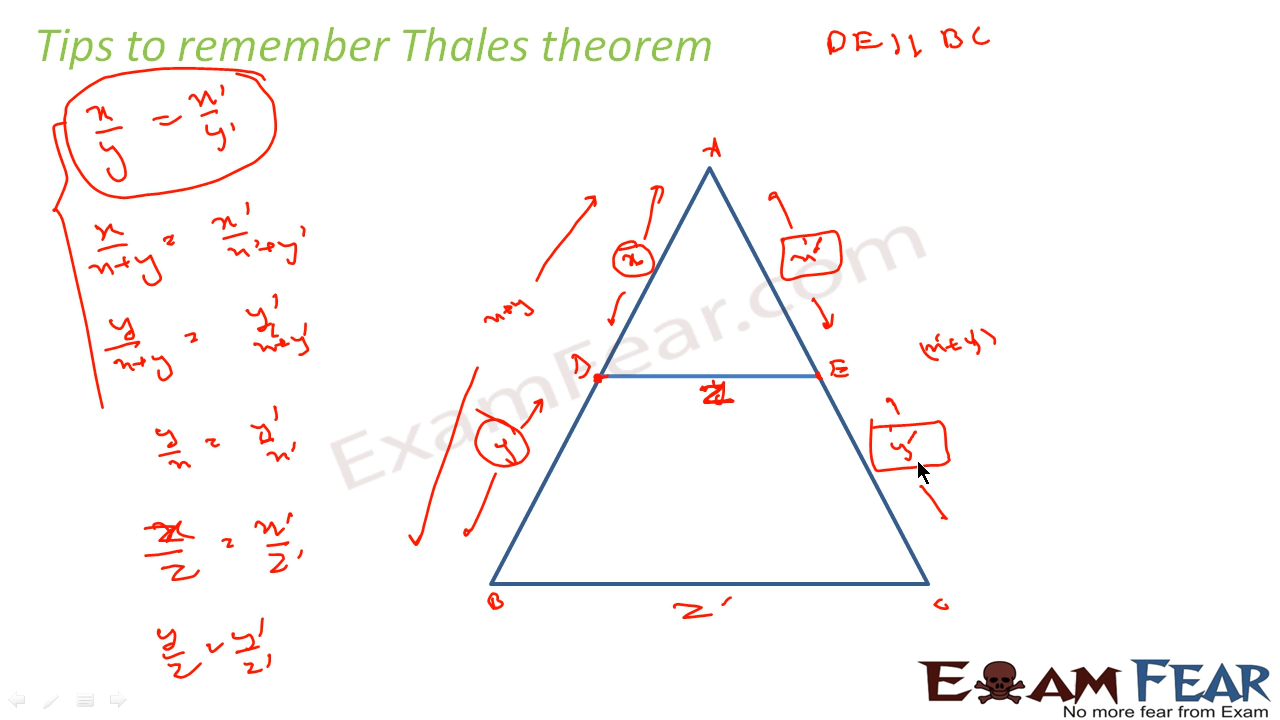 Tips to remember Thales theorem
DE || BC
x/y = x'/y'
x/x+y = x'/x'+y'
y/x+y = y'/x'+y'
y/x = y'/x'
x/z = x'/z'
y/z = y'/z'
A
x
x'
x+y
(x'+y')
D
E
z
y
y'
B
z'
C
ExamFear.com
EXAM FEAR
No more fear from Exam